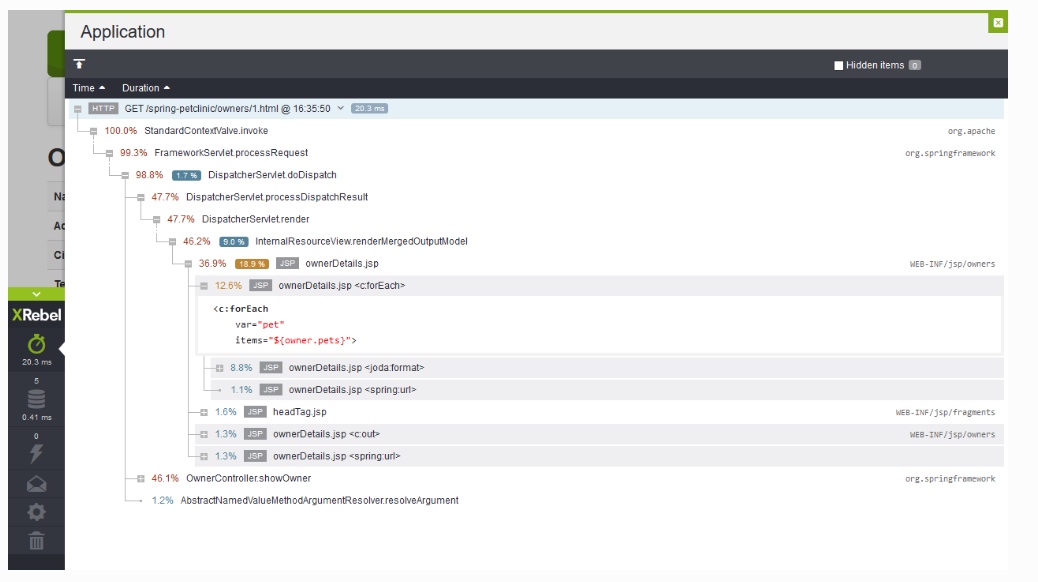 Application
Hidden items 0
Time Duration
HTTP GET /spring-petclinic/owners/1.html @ 16:35:50 20.3 ms
100.0% StandardContextValve.invoke org.apache
99.3% FrameworkServlet.processRequest org.springframework
98.8% 1.7 % DispatcherServlet.doDispatch
47.7% DispatcherServlet.processDispatchResult
47.7% DispatcherServlet.render
46.2% 9.0 % InternalResourceView.renderMergedOutputModel
36.9% 18.9 % JSP ownerDetails.jsp WEB-INF/jsp/owners
12.6% JSP ownerDetails.jsp <c:forEach>
<c:forEach
var="pet"
items="${owner.pets}">
8.8% JSP ownerDetails.jsp <joda:format>
1.1% JSP ownerDetails.jsp <spring:url>
1.6% JSP headTag.jsp WEB-INF/jsp/fragments
1.3% JSP ownerDetails.jsp <c:out> WEB-INF/jsp/owners
1.3% JSP ownerDetails.jsp <spring:url>
46.1% OwnerController.showOwner org.springframework
1.2% AbstractNamedValueMethodArgumentResolver.resolveArgument
O
Na
Ad
Ci
Te
XRebel
20.3 ms
5
0.41 ms
0